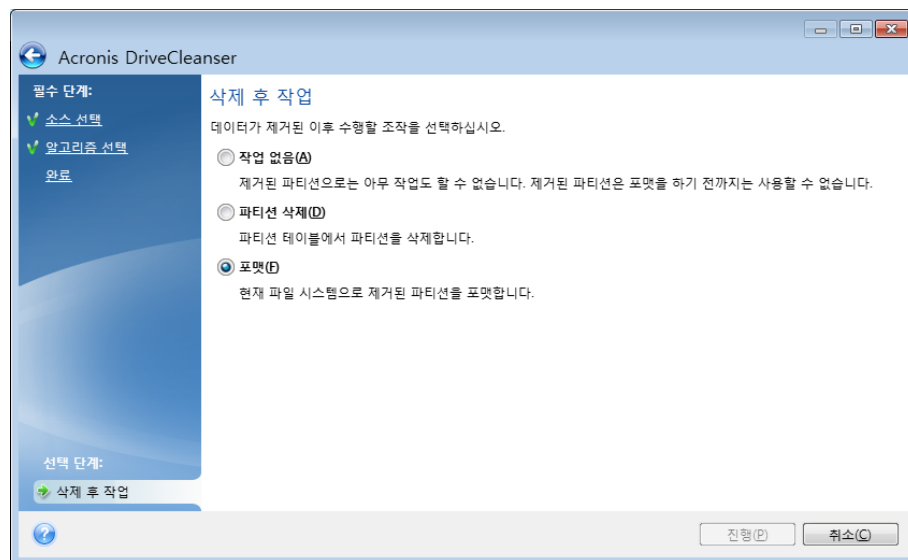 Acronis DriveCleanser
필수 단계:
소스 선택
알고리즘 선택
완료
선택 단계:
삭제 후 작업
삭제 후 작업
데이터가 제거된 이후 수행할 조작을 선택하십시오.
작업 없음(A)
제거된 파티션으로는 아무 작업도 할 수 없습니다. 제거된 파티션은 포맷을 하기 전까지는 사용할 수 없습니다.
파티션 삭제(D)
파티션 테이블에서 파티션을 삭제합니다.
포맷(F)
현재 파일 시스템으로 제거된 파티션을 포맷합니다.
진행(P)
취소(C)